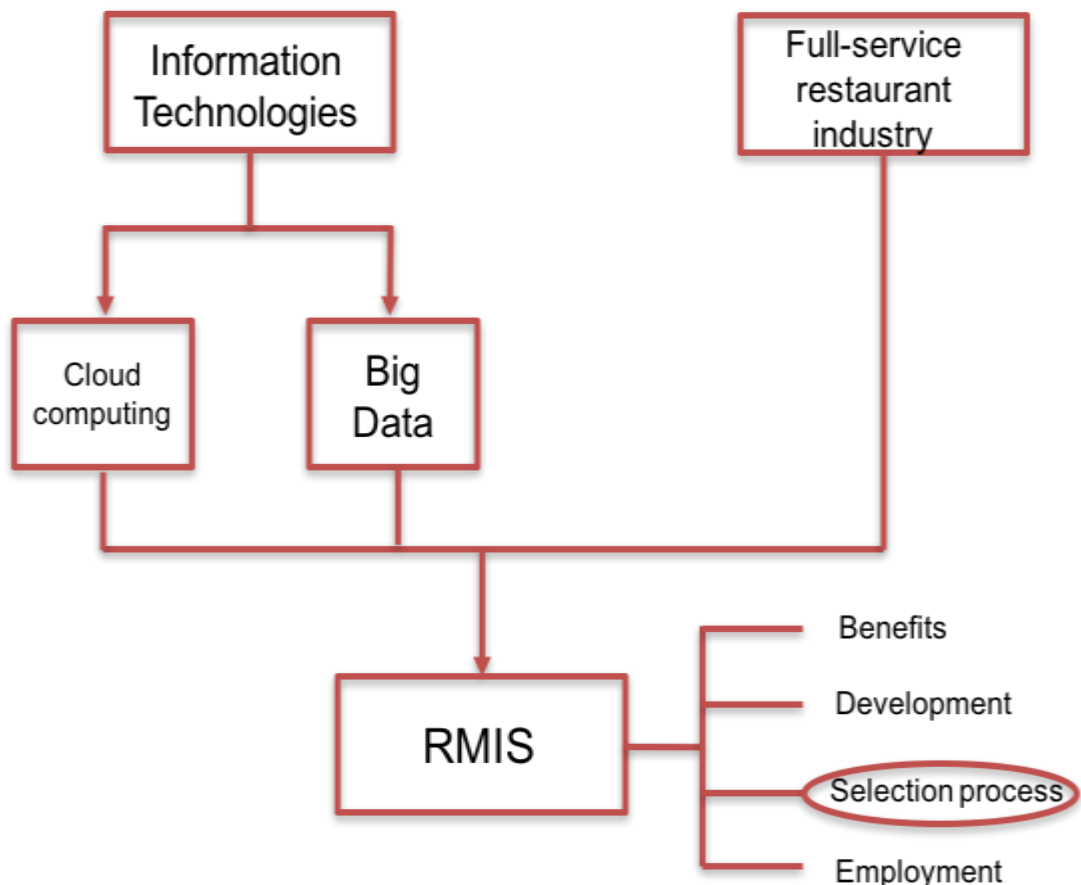 Information
Technologies
Full-service
restaurant
industry
Cloud
computing
Big
Data
RMIS
Benefits
Development
Selection process
Employment